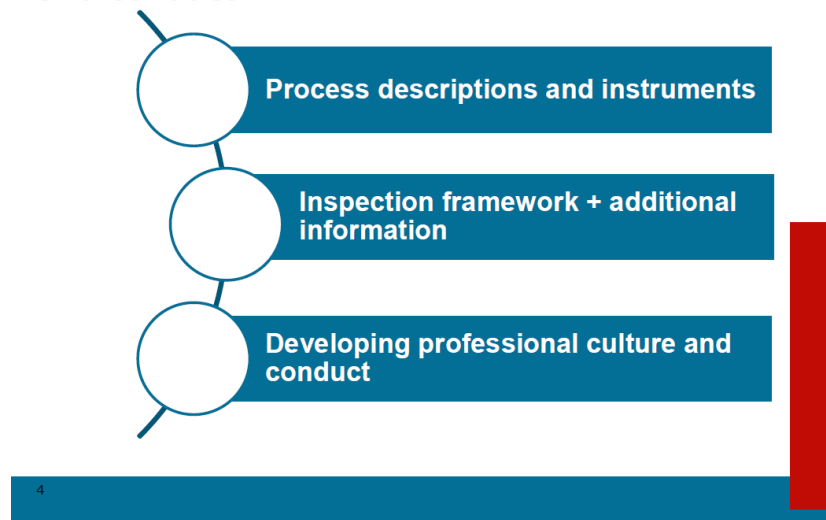 Process descriptions and instruments
Inspection framework + additional
information
Developing professional culture and
conduct
4